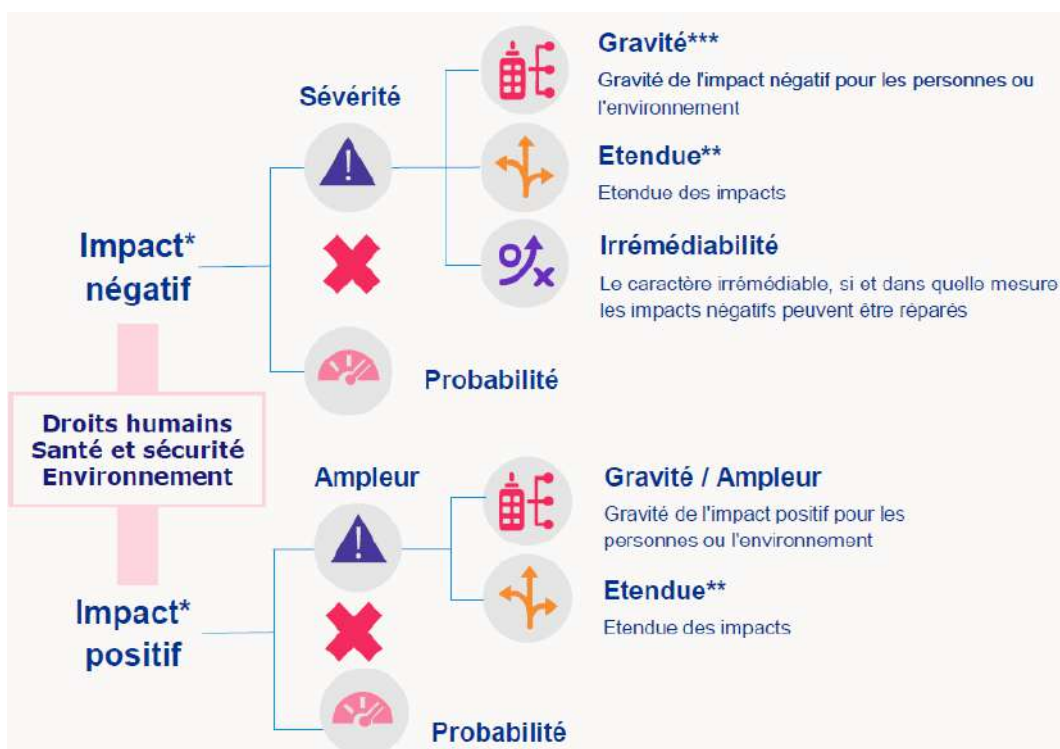 Gravité***
Gravité de l'impact négatif pour les personnes ou
l'environnement
Sévérité
Etendue**
Etendue des impacts
Impact*
négatif
Irrémédiabilité
Le caractère irrémédiable, si et dans quelle mesure
les impacts négatifs peuvent être réparés
Probabilité
Droits humains
Santé et sécurité
Environnement
Ampleur
Gravité / Ampleur
Gravité de l'impact positif pour les
personnes ou l'environnement
Etendue**
Etendue des impacts
Impact*
positif
Probabilité